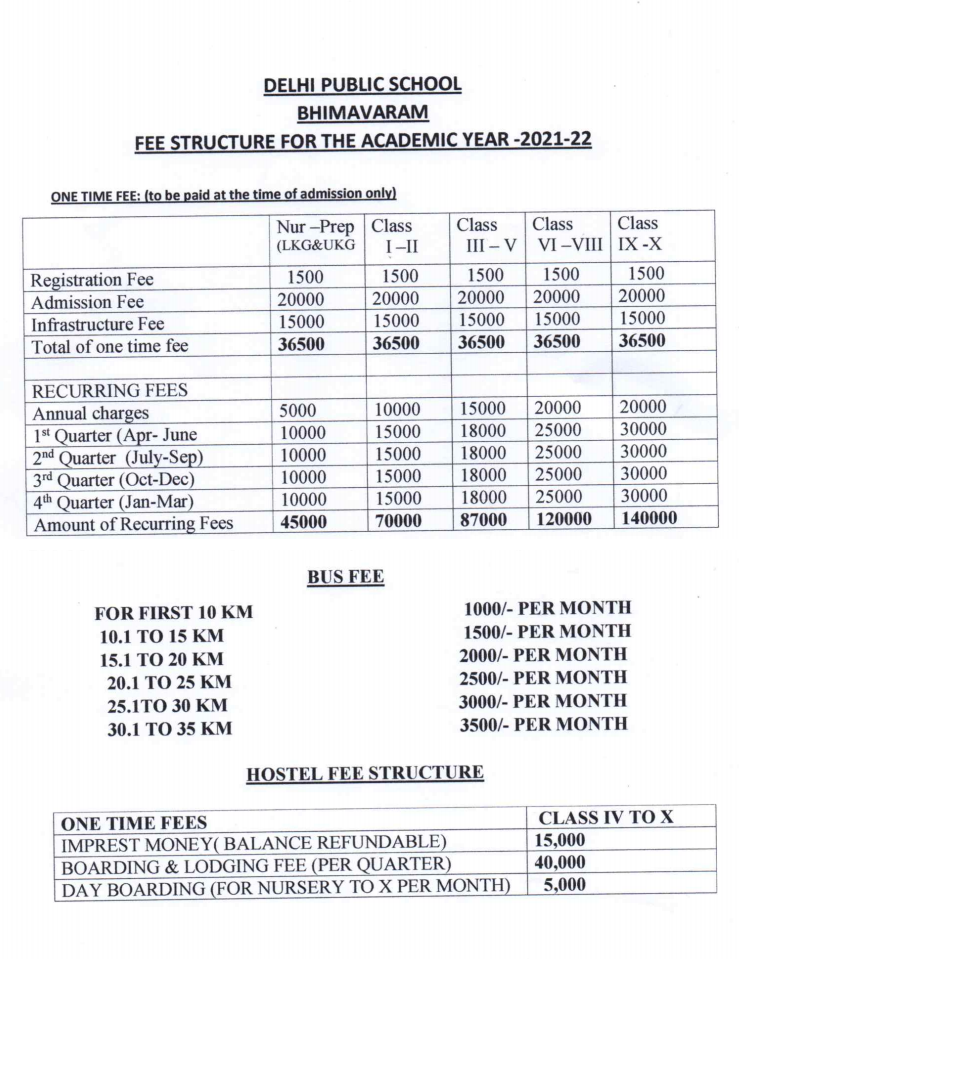 DELHI PUBLIC SCHOOL
BHIMAVARAM
FEE STRUCTURE FOR THE ACADEMIC YEAR -2021-22
ONE TIME FEE: (to be paid at the time of admission only)
Nur –Prep (LKG&UKG Class I –II Class III – V Class VI –VIII Class IX -X
Registration Fee 1500 1500 1500 1500 1500
Admission Fee 20000 20000 20000 20000 20000
Infrastructure Fee 15000 15000 15000 15000 15000
Total of one time fee 36500 36500 36500 36500 36500
RECURRING FEES
Annual charges 5000 10000 15000 20000 20000
1st Quarter (Apr- June 10000 15000 18000 25000 30000
2nd Quarter (July-Sep) 10000 15000 18000 25000 30000
3rd Quarter (Oct-Dec) 10000 15000 18000 25000 30000
4th Quarter (Jan-Mar) 10000 15000 18000 25000 30000
Amount of Recurring Fees 45000 70000 87000 120000 140000
BUS FEE
FOR FIRST 10 KM 1000/- PER MONTH
10.1 TO 15 KM 1500/- PER MONTH
15.1 TO 20 KM 2000/- PER MONTH
20.1 TO 25 KM 2500/- PER MONTH
25.1TO 30 KM 3000/- PER MONTH
30.1 TO 35 KM 3500/- PER MONTH
HOSTEL FEE STRUCTURE
ONE TIME FEES CLASS IV TO X
IMPREST MONEY( BALANCE REFUNDABLE) 15,000
BOARDING & LODGING FEE (PER QUARTER) 40,000
DAY BOARDING (FOR NURSERY TO X PER MONTH) 5,000